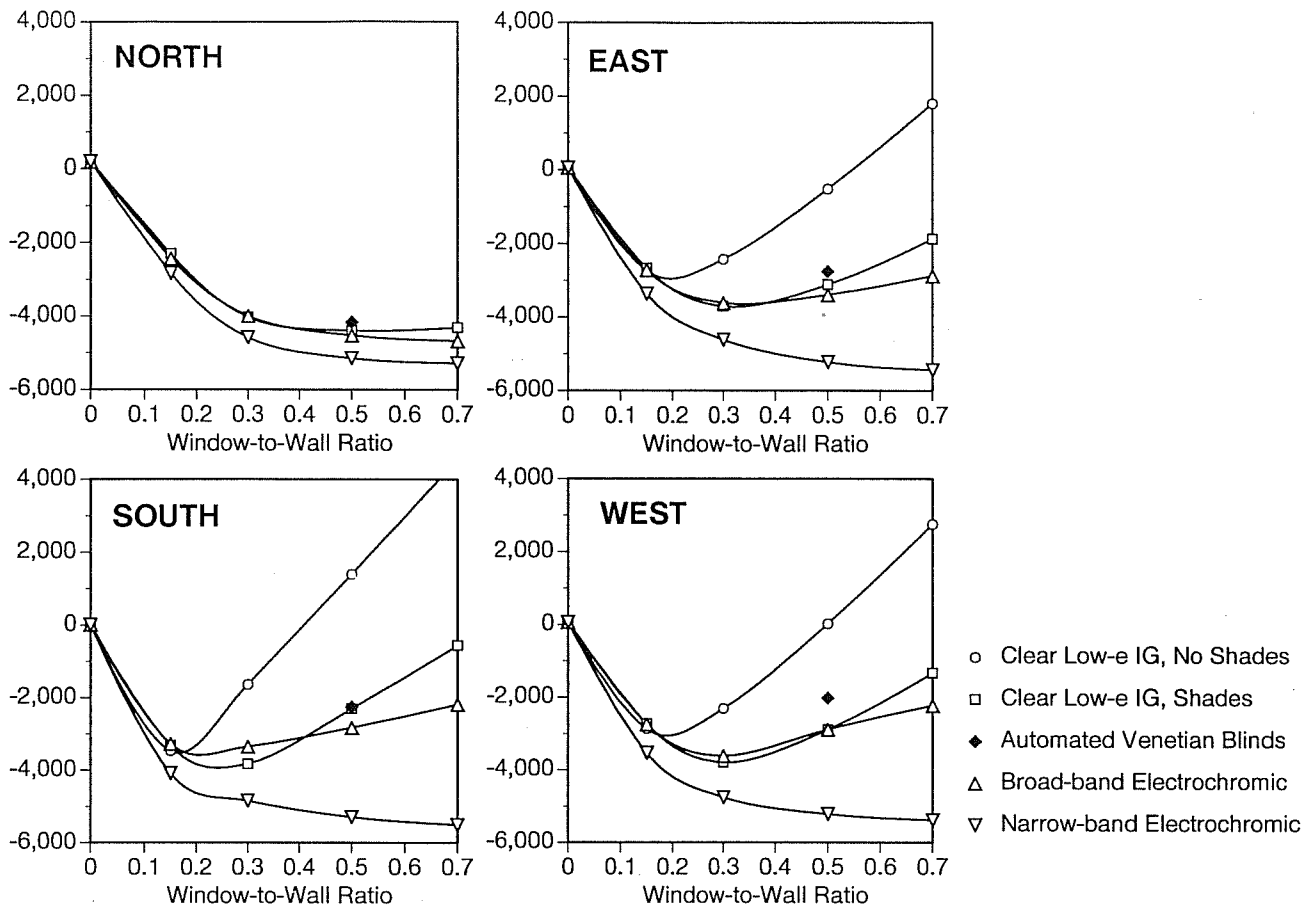 NORTH
4,000
2,000
0
-2,000
-4,000
-6,000
0 0.1 0.2 0.3 0.4 0.5 0.6 0.7
Window-to-Wall Ratio
EAST
4,000
2,000
0
-2,000
-4,000
-6,000
0 0.1 0.2 0.3 0.4 0.5 0.6 0.7
Window-to-Wall Ratio
SOUTH
4,000
2,000
0
-2,000
-4,000
-6,000
0 0.1 0.2 0.3 0.4 0.5 0.6 0.7
Window-to-Wall Ratio
WEST
4,000
2,000
0
-2,000
-4,000
-6,000
0 0.1 0.2 0.3 0.4 0.5 0.6 0.7
Window-to-Wall Ratio
Clear Low-e IG, No Shades
Clear Low-e IG, Shades
Automated Venetian Blinds
Broad-band Electrochromic
Narrow-band Electrochromic